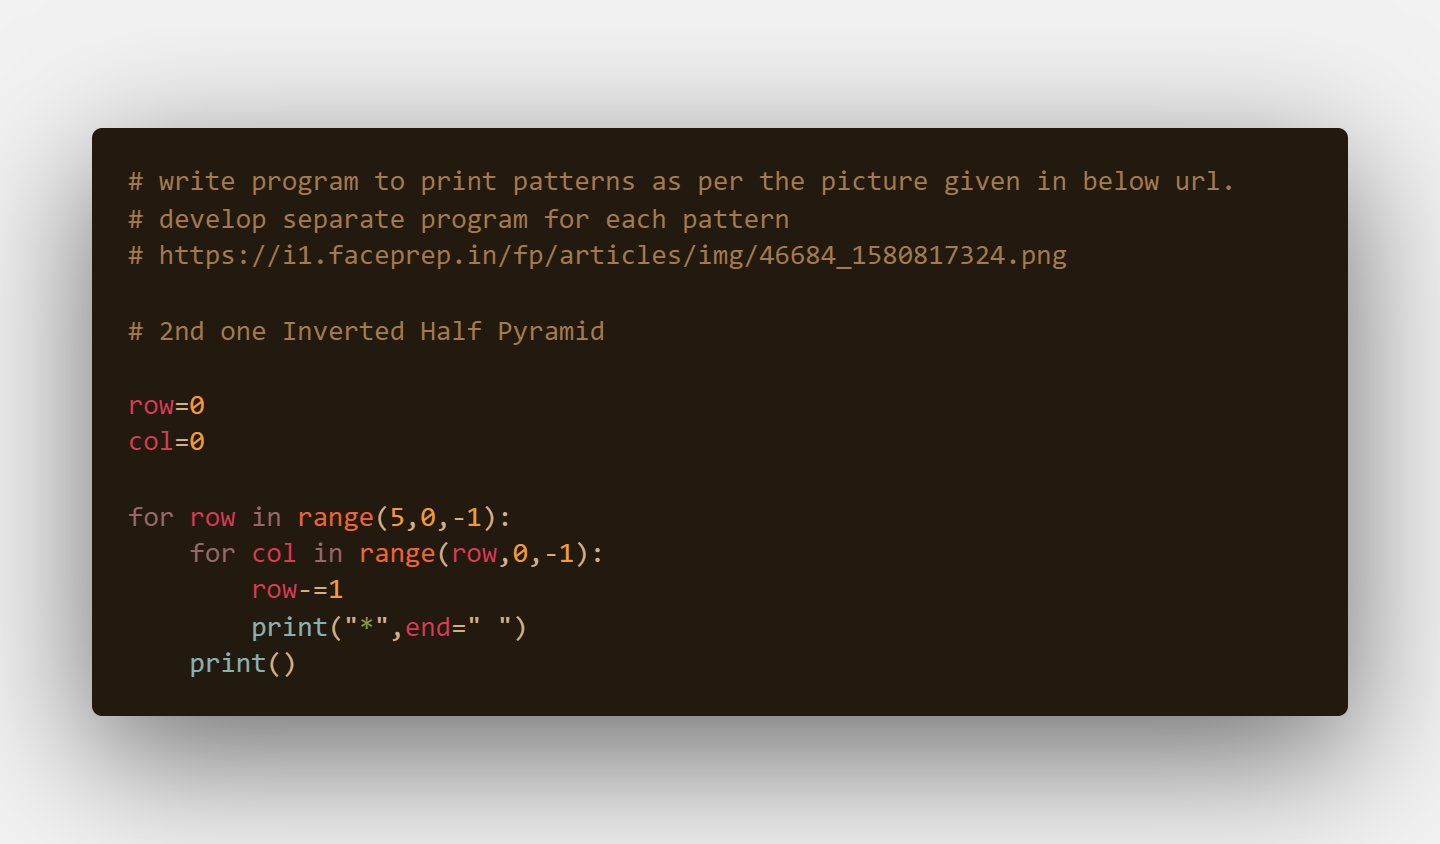 # write program to print patterns as per the picture given in below url.
# develop separate program for each pattern
# https://i1.faceprep.in/fp/articles/img/46684_1580817324.png

# 2nd one Inverted Half Pyramid

row=0
col=0

for row in range(5,0,-1):
    for col in range(row,0,-1):
        row-=1
        print("*",end=" ")
    print()